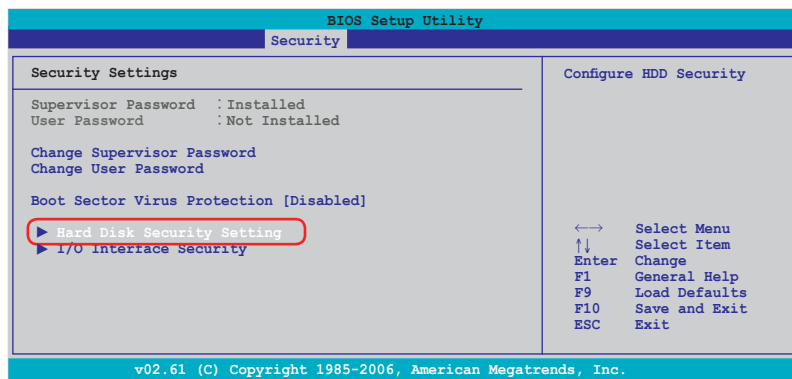 BIOS Setup Utility
Security
Security Settings
Supervisor Password : Installed
User Password : Not Installed
Change Supervisor Password
Change User Password
Boot Sector Virus Protection [Disabled]
▶ Hard Disk Security Setting
▶ I/O Interface Security
Configure HDD Security
←→ Select Menu
↑↓ Select Item
Enter Change
F1 General Help
F9 Load Defaults
F10 Save and Exit
ESC Exit
v02.61 (C) Copyright 1985-2006, American Megatrends, Inc.